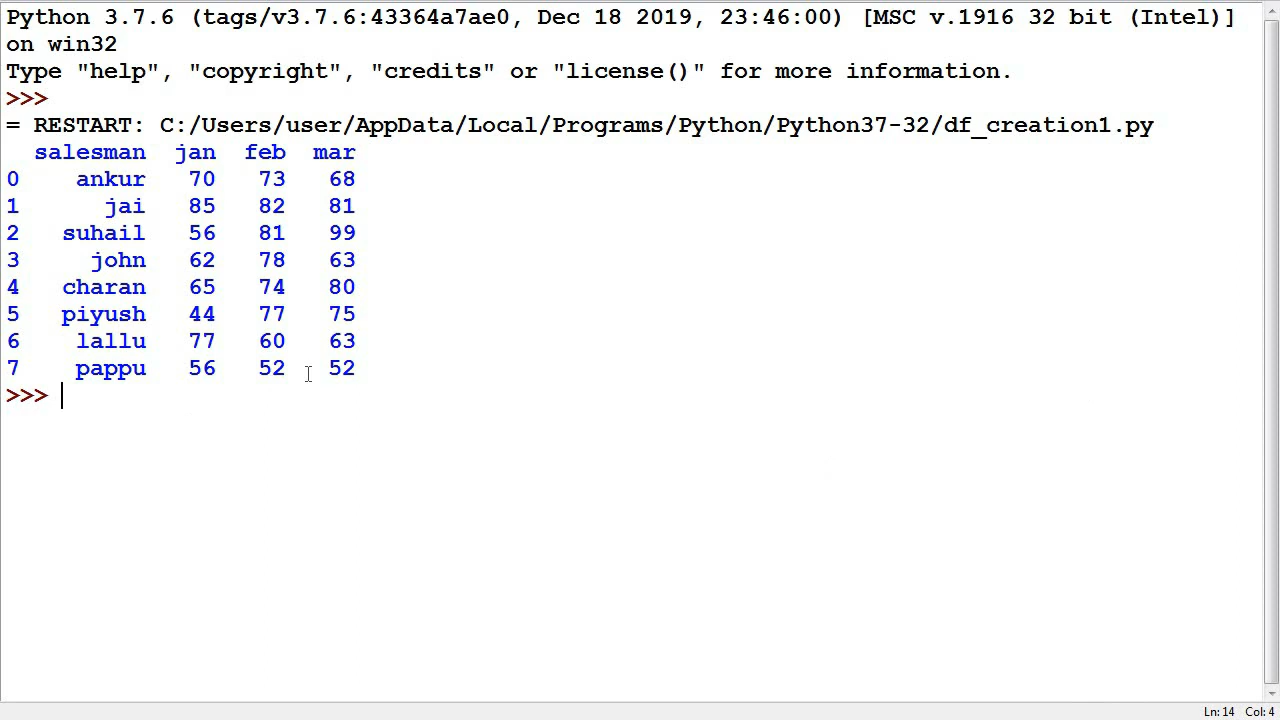 Python 3.7.6 (tags/v3.7.6:43364a7ae0, Dec 18 2019, 23:46:00) [MSC v.1916 32 bit (Intel)]
on win32
Type "help", "copyright", "credits" or "license()" for more information.
>>>
= RESTART: C:/Users/user/AppData/Local/Programs/Python/Python37-32/df_creation1.py
  salesman  jan  feb  mar
0    ankur   70   73   68
1      jai   85   82   81
2   suhail   56   81   99
3     john   62   78   63
4   charan   65   74   80
5   piyush   44   77   75
6    lallu   77   60   63
7    pappu   56   52   52
>>>
Ln: 14 Col: 4